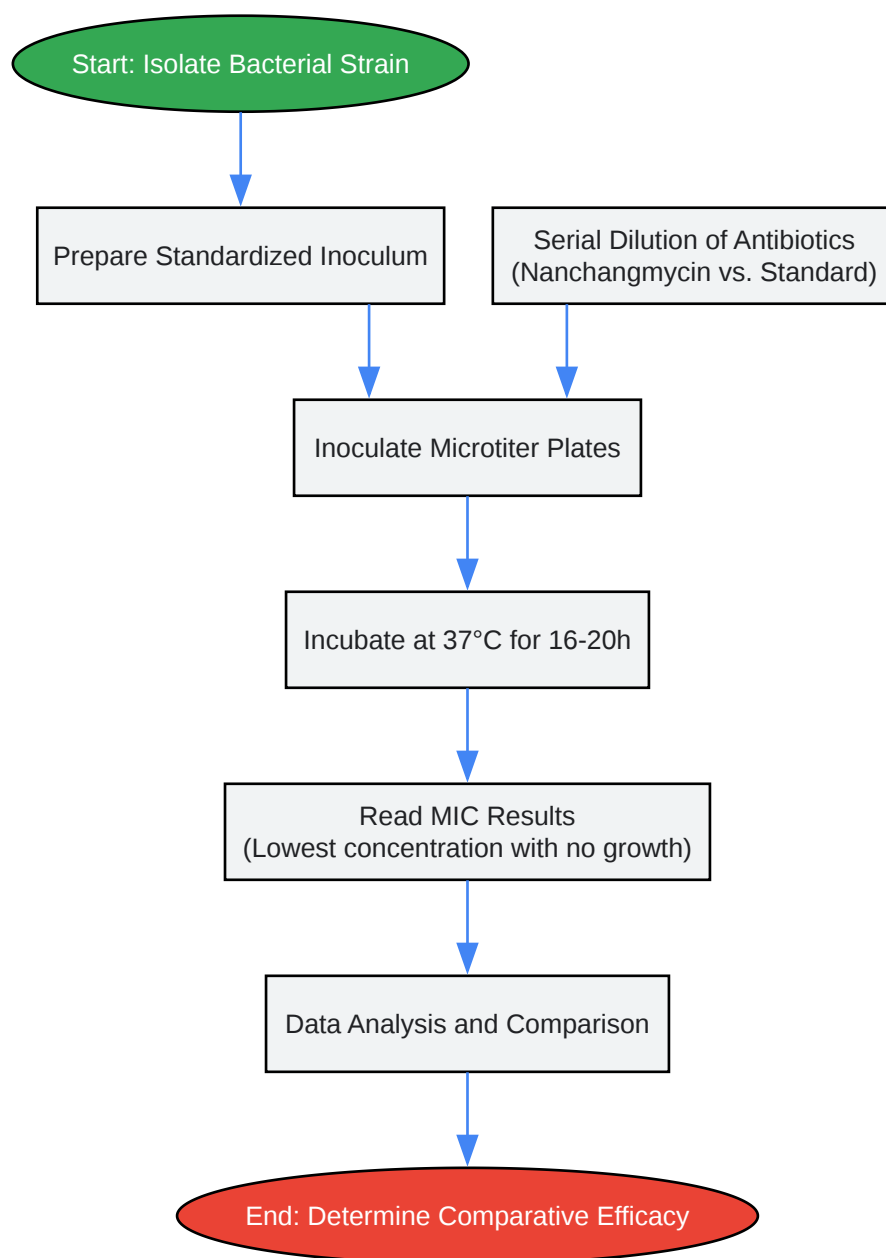 Start: Isolate Bacterial Strain
Prepare Standardized Inoculum
Serial Dilution of Antibiotics
(Nanchangmycin vs. Standard)
Inoculate Microtiter Plates
Incubate at 37°C for 16-20h
Read MIC Results
(Lowest concentration with no growth)
Data Analysis and Comparison
End: Determine Comparative Efficacy